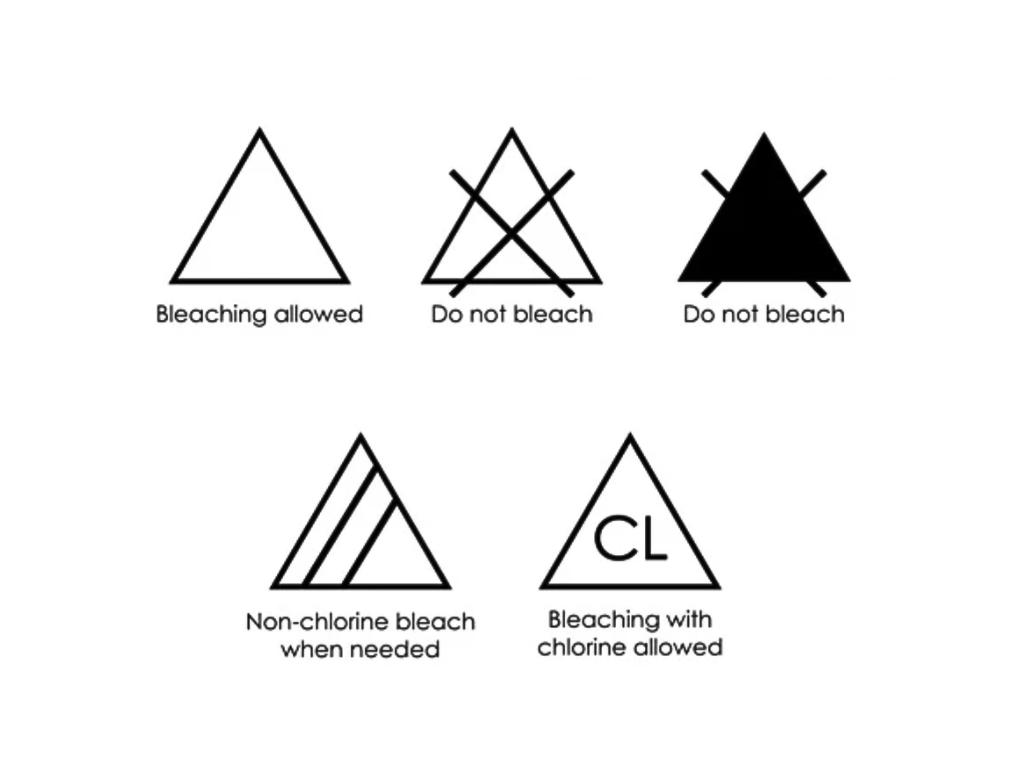 Bleaching allowed
Do not bleach
Do not bleach
CL
Non-chlorine bleach
when needed
Bleaching with
chlorine allowed